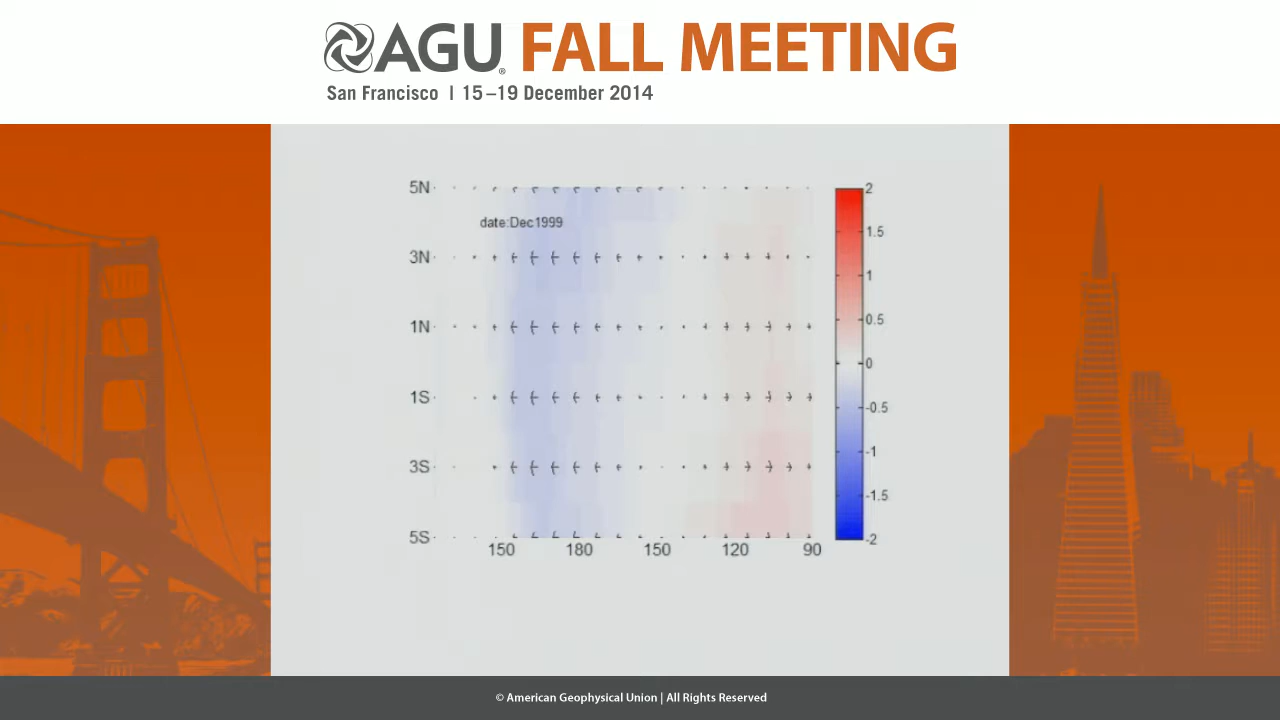 AGU FALL MEETING
San Francisco | 15–19 December 2014
5N
date:Dec1999
3N
1N
1S
3S
5S
150 180 150 120 90
2
1.5
1
0.5
0
-0.5
-1
-1.5
-2
© American Geophysical Union | All Rights Reserved